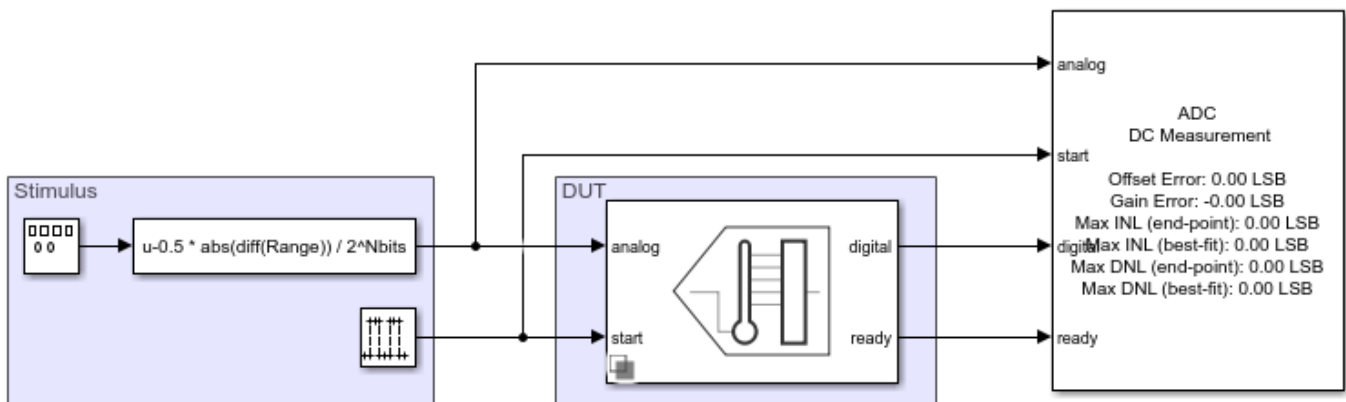 analog
ADC
DC Measurement
start
Stimulus
DUT
Offset Error: 0.00 LSB
Gain Error: -0.00 LSB
Max INL (end-point): 0.00 LSB
u-0.5 * abs(diff(Range)) / 2^Nbits
analog
digital
digital
Max INL (best-fit): 0.00 LSB
Max DNL (end-point): 0.00 LSB
Max DNL (best-fit): 0.00 LSB
start
ready
ready